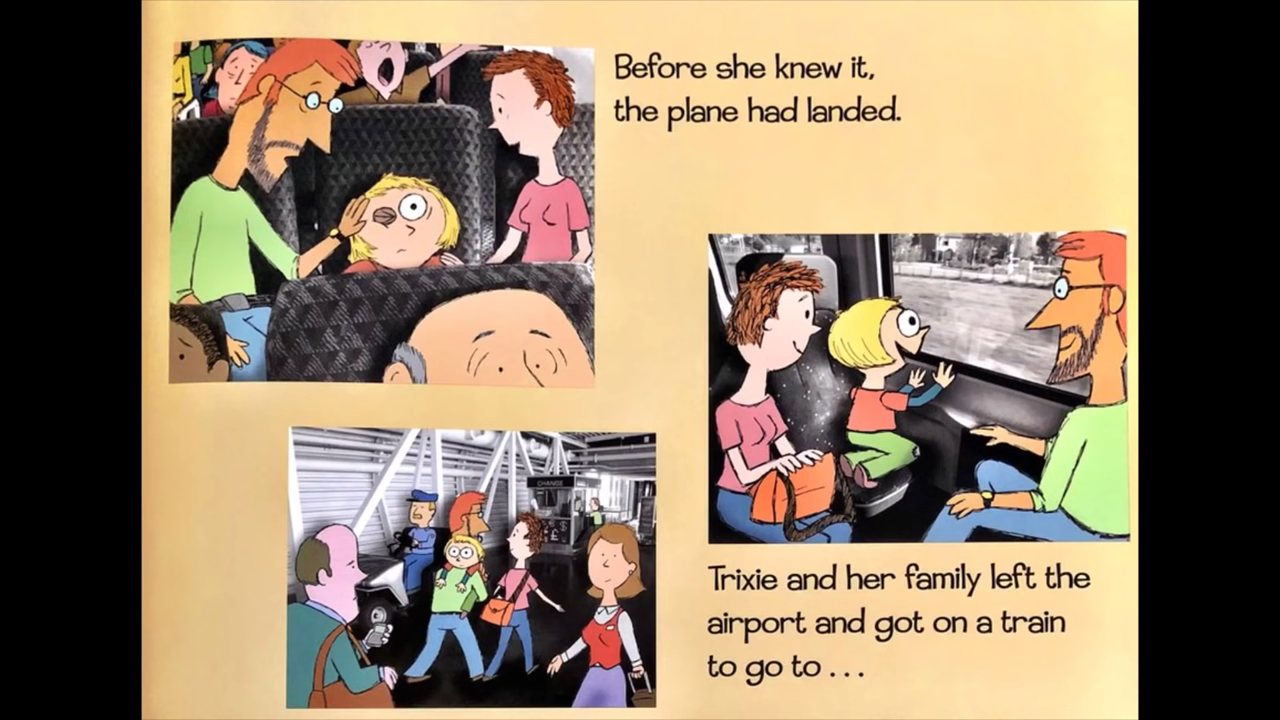 Before she knew it,
the plane had landed.
CHANGE
Trixie and her family left the
airport and got on a train
to go to . . .